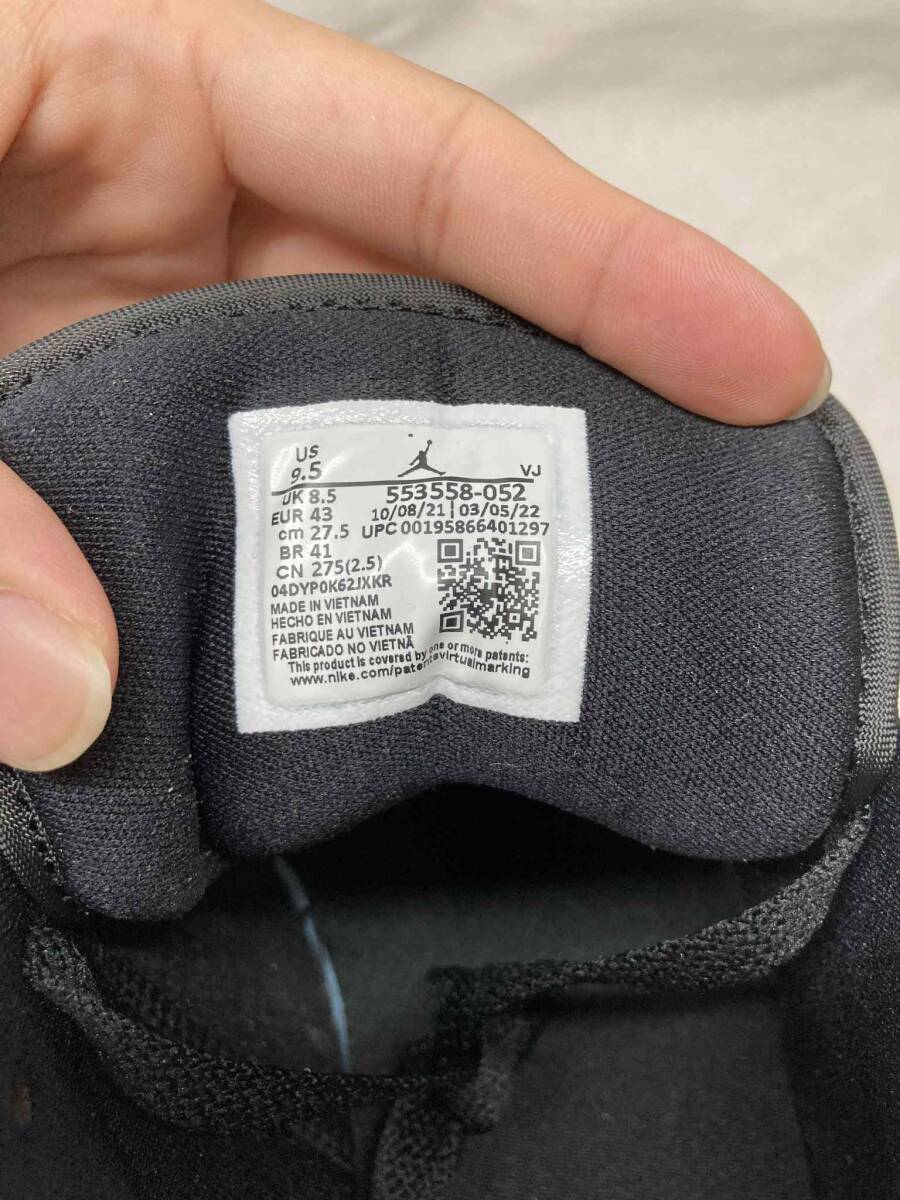 US
9.5
VJ
UK 8.5
553558-052
EUR 43
10/08/21 | 03/05/22
cm 27.5
UPC 00195866401297
BR 41
CN 275(2.5)
04DYP0K62JXKR
MADE IN VIETNAM
HECHO EN VIETNAM
FABRIQUE AU VIETNAM
FABRICADO NO VIETNÃ
This product is covered by one or more patents:
www.nike.com/patentsvirtualmarking